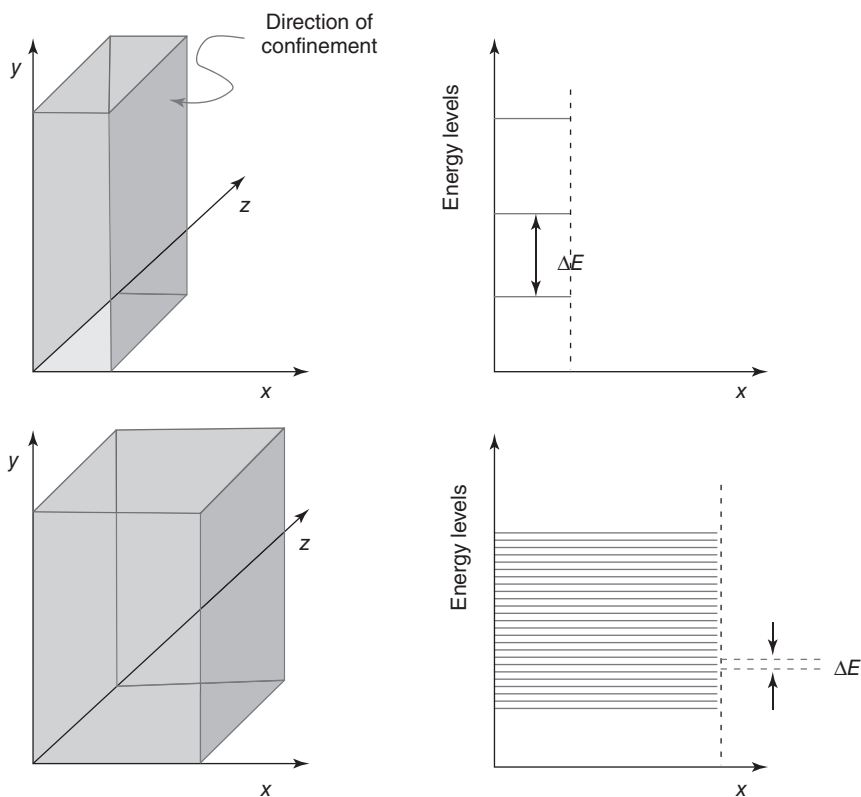 Direction of
confinement
y
z
x
Energy levels
ΔE
x
y
z
x
Energy levels
ΔE
x